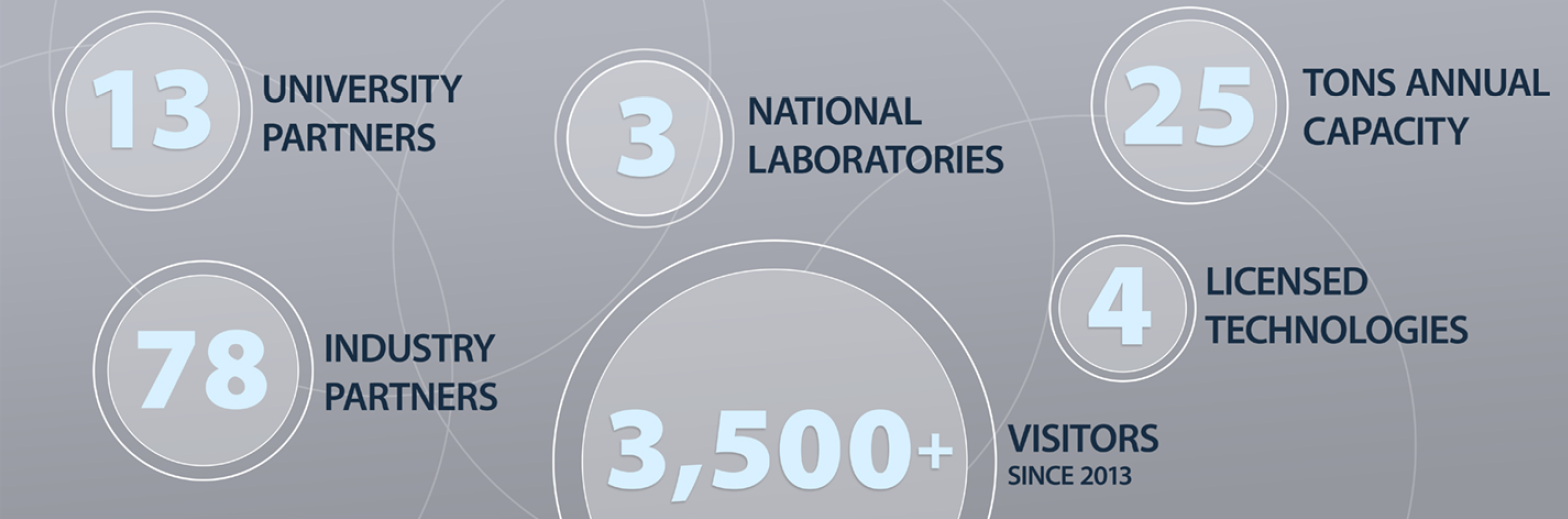 13
UNIVERSITY
PARTNERS
3
NATIONAL
LABORATORIES
25
TONS ANNUAL
CAPACITY
78
INDUSTRY
PARTNERS
3,500+
VISITORS
SINCE 2013
4
LICENSED
TECHNOLOGIES